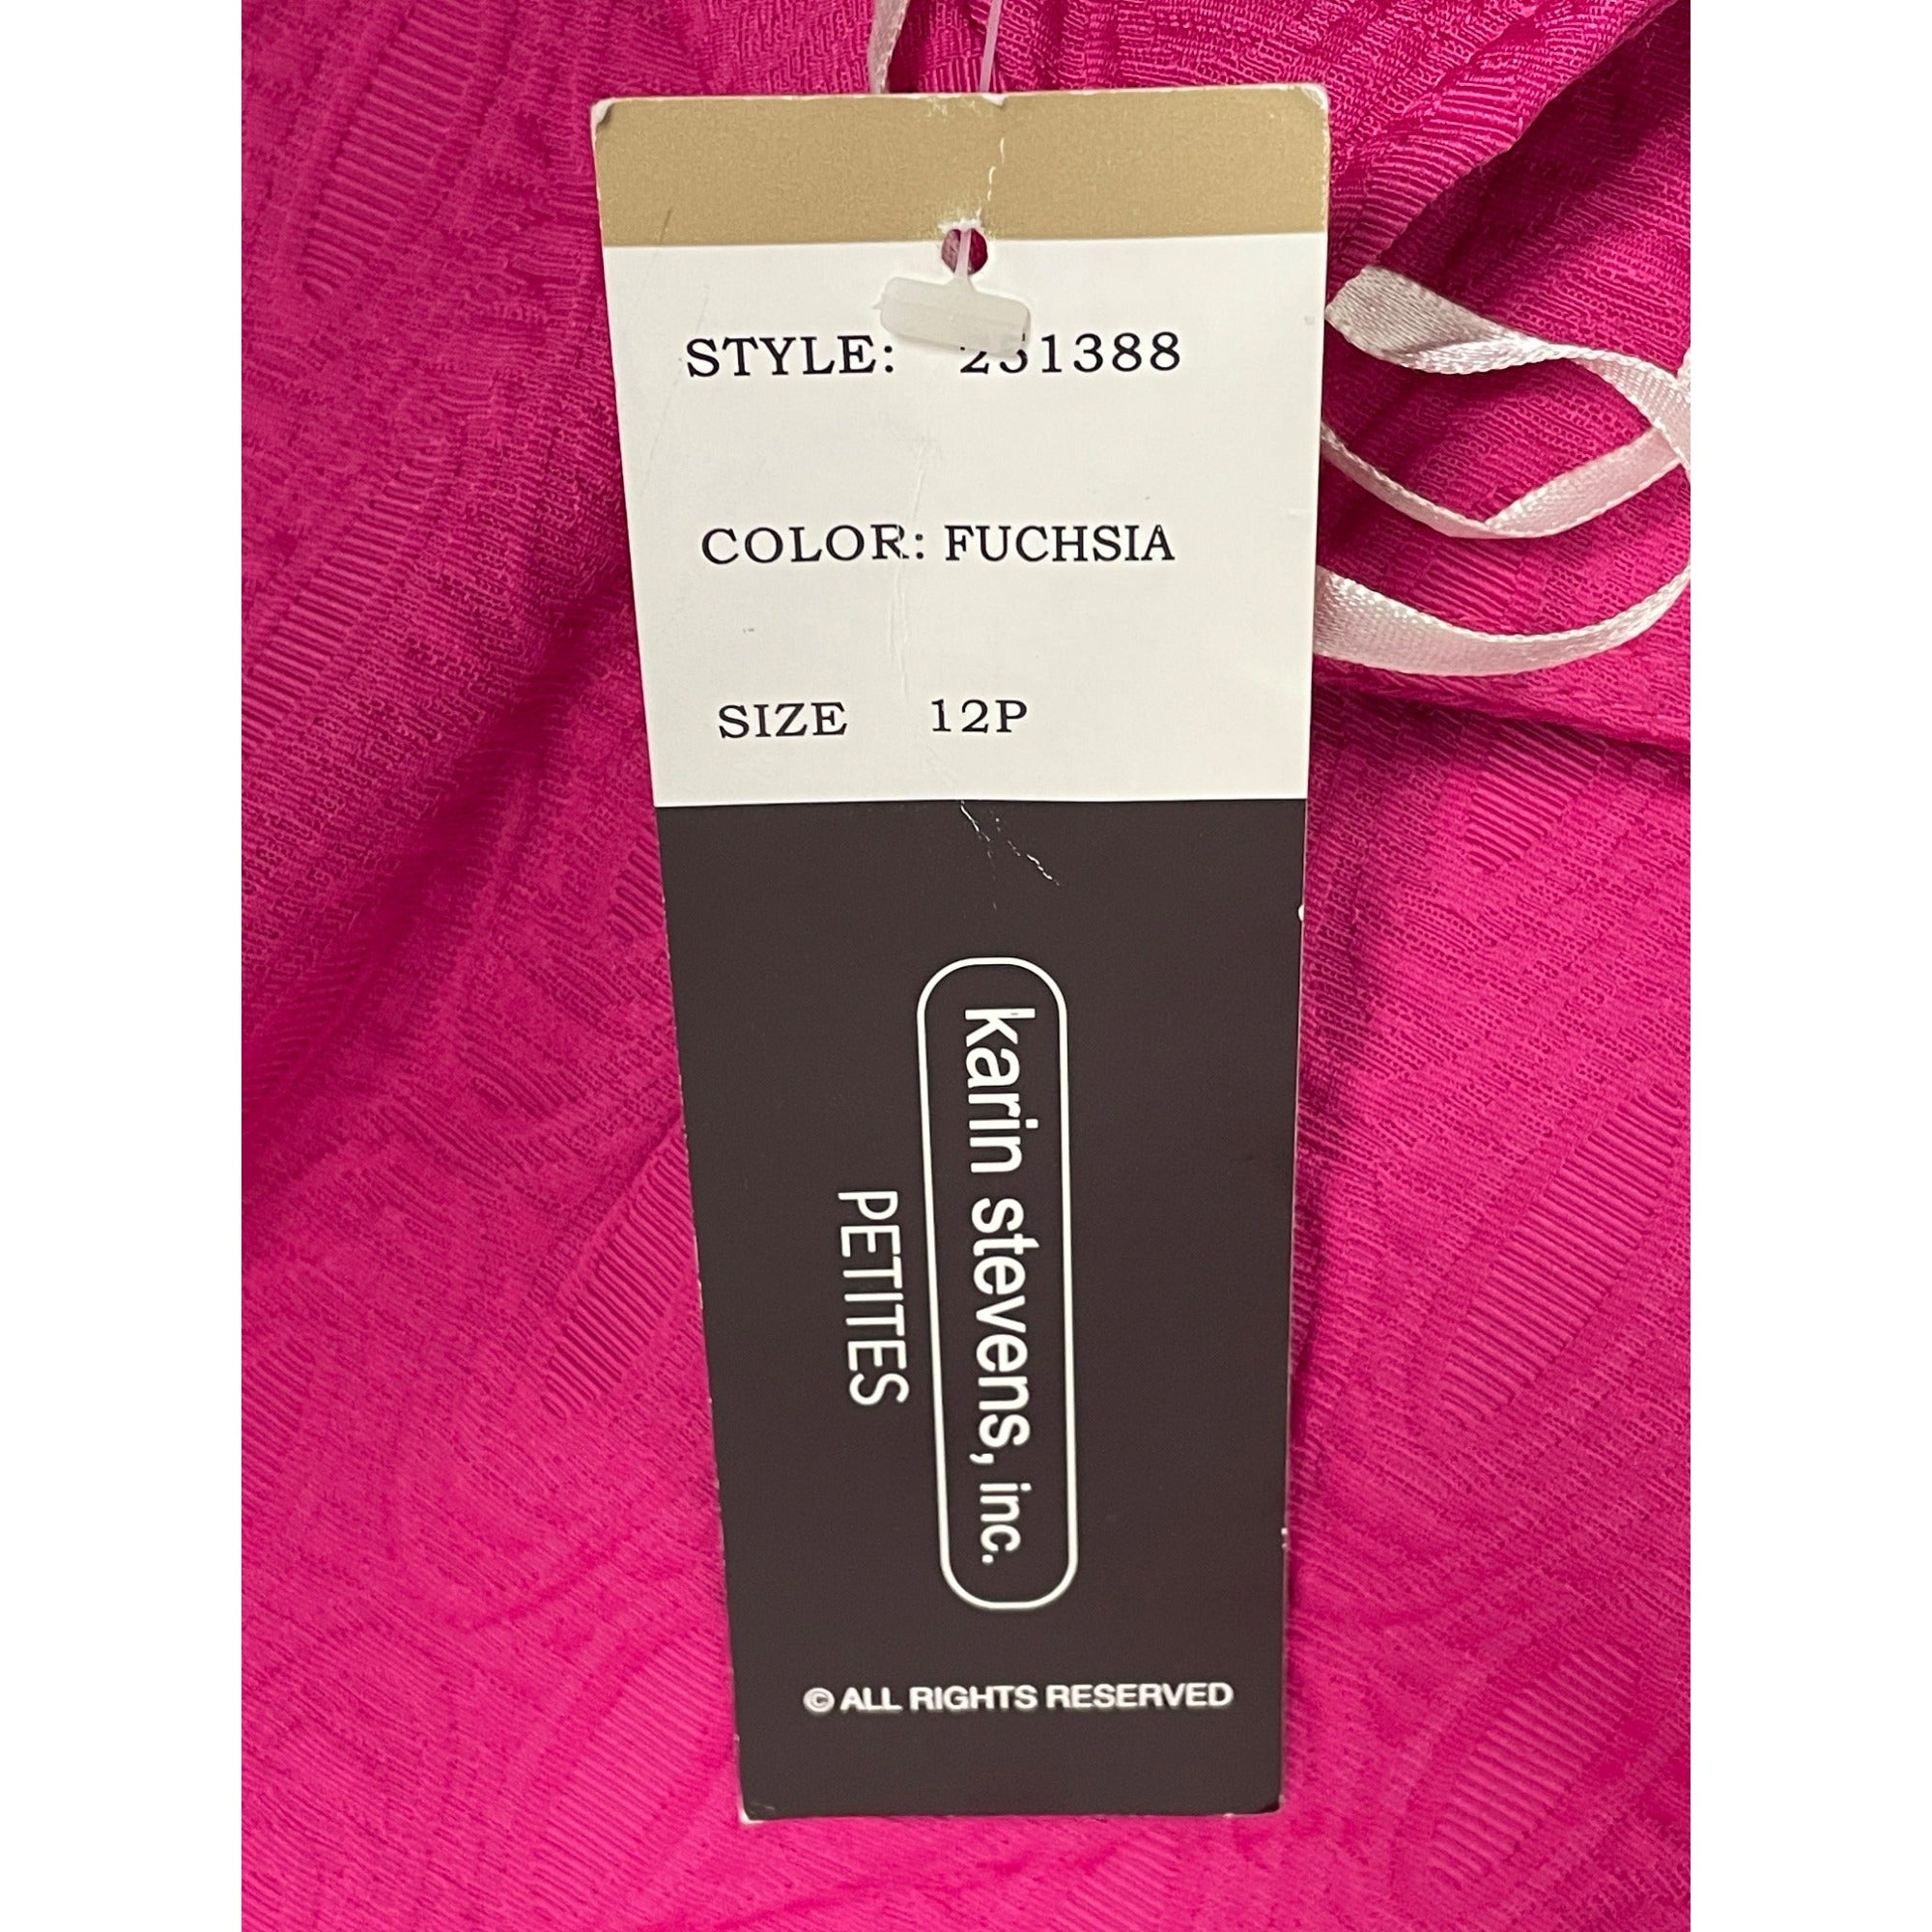 STYLE: 251388
COLOR: FUCHSIA
SIZE 12P
karin stevens, inc.
PETITES
© ALL RIGHTS RESERVED